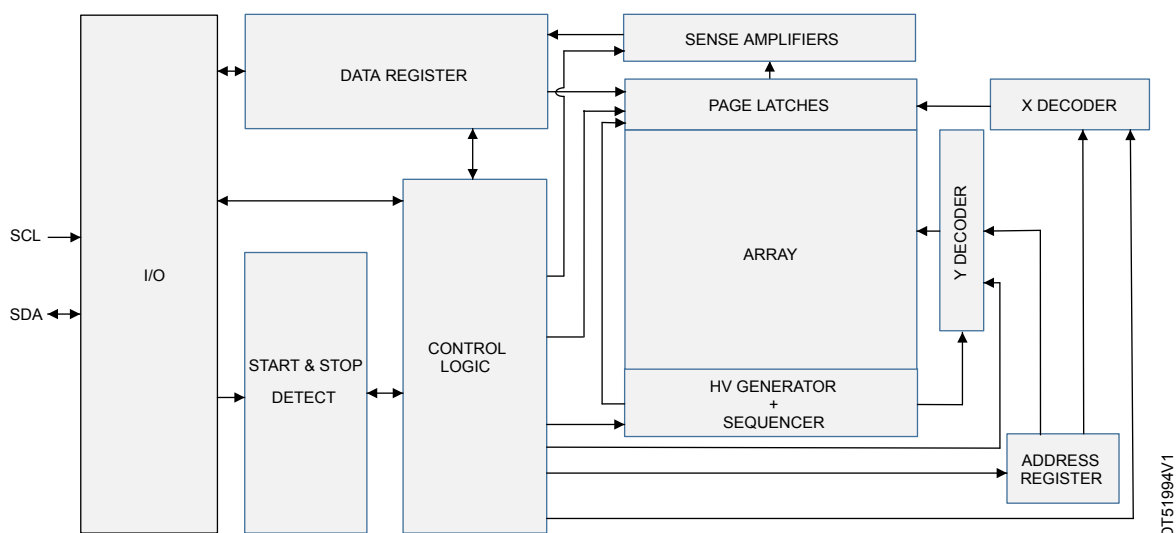 SENSE AMPLIFIERS
DATA REGISTER
PAGE LATCHES
X DECODER
SCL
I/O
Y DECODER
ARRAY
SDA
START & STOP
DETECT
CONTROL
LOGIC
HV GENERATOR
+
SEQUENCER
ADDRESS
REGISTER
DT51994V1